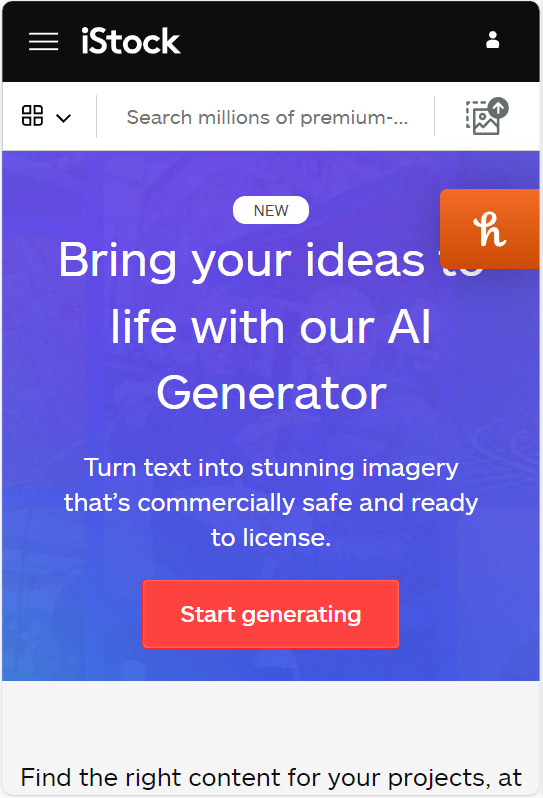 iStock
Search millions of premium-...
NEW
Bring your ideas to
life with our AI
Generator
Turn text into stunning imagery
that's commercially safe and ready
to license.
Start generating
Find the right content for your projects, at